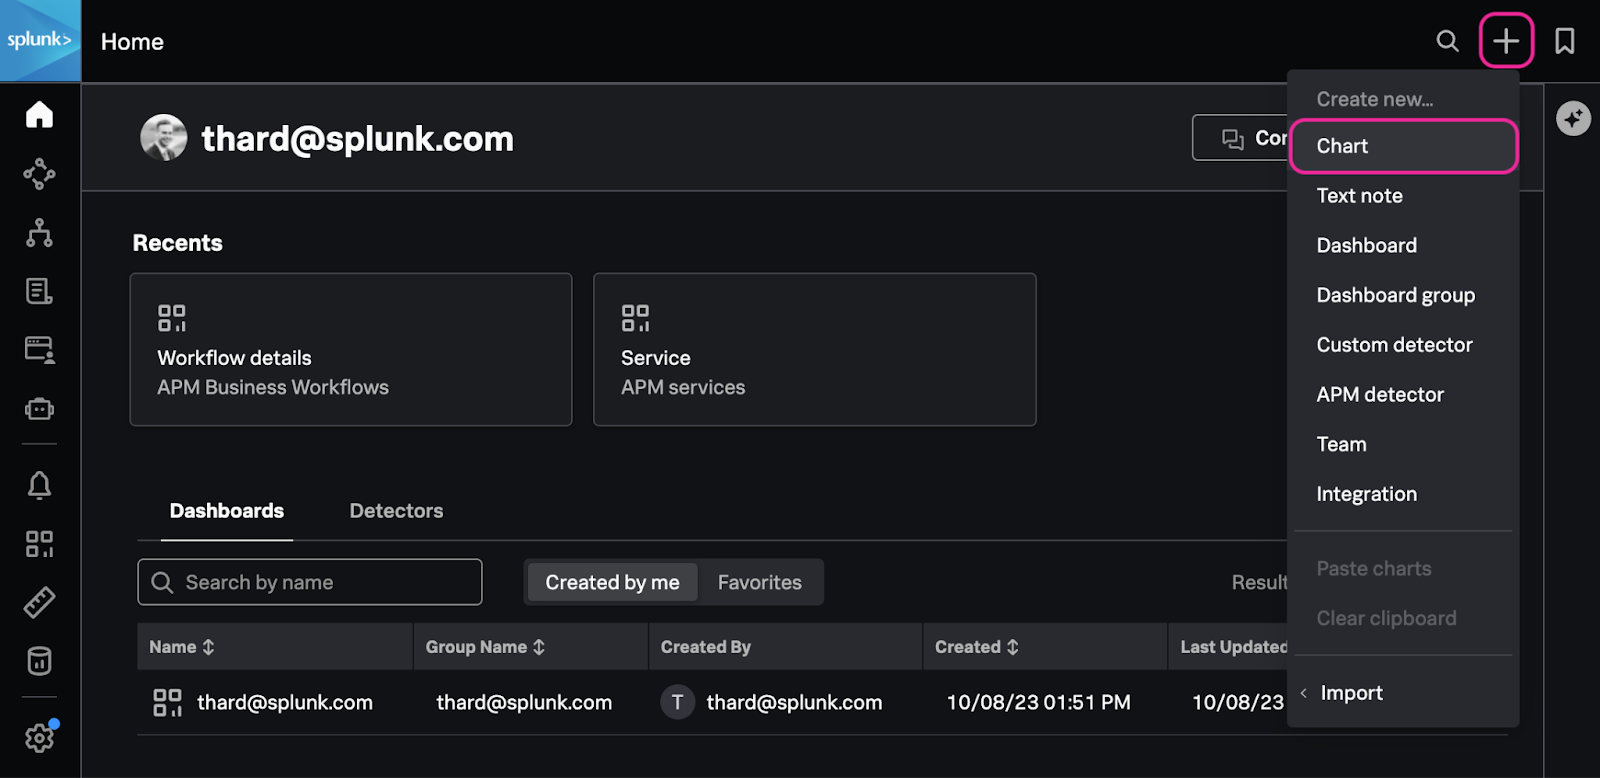 splunk>
Home
Create new...
thard@splunk.com
Chart
Text note
Dashboard
Dashboard group
Custom detector
APM detector
Team
Integration
Paste charts
Clear clipboard
Import
Recents
Workflow details
APM Business Workflows
Service
APM services
Dashboards
Detectors
Search by name
Created by me
Favorites
Name
Group Name
Created By
Created
Last Updated
thard@splunk.com
thard@splunk.com
T
thard@splunk.com
10/08/23 01:51 PM
10/08/23